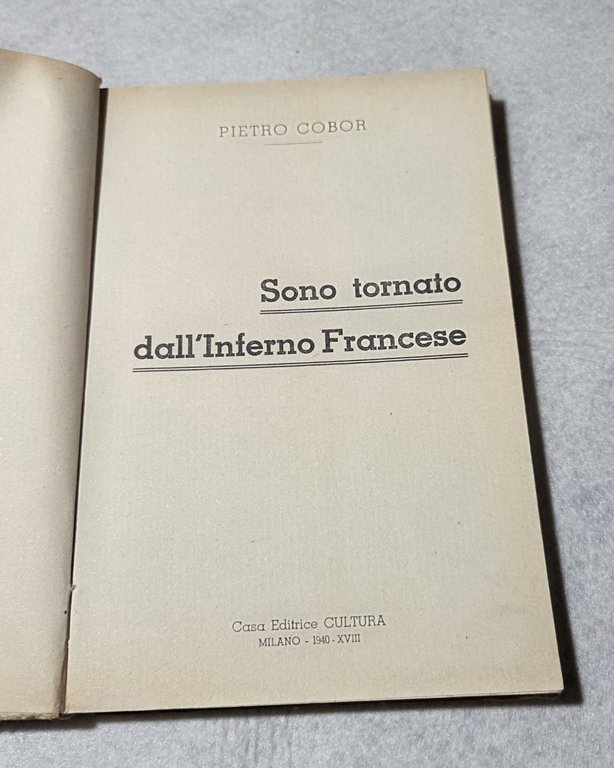 PIETRO COBOR
Sono tornato
dall'Inferno Francese
Casa Editrice CULTURA
MILANO - 1940 - XVIII